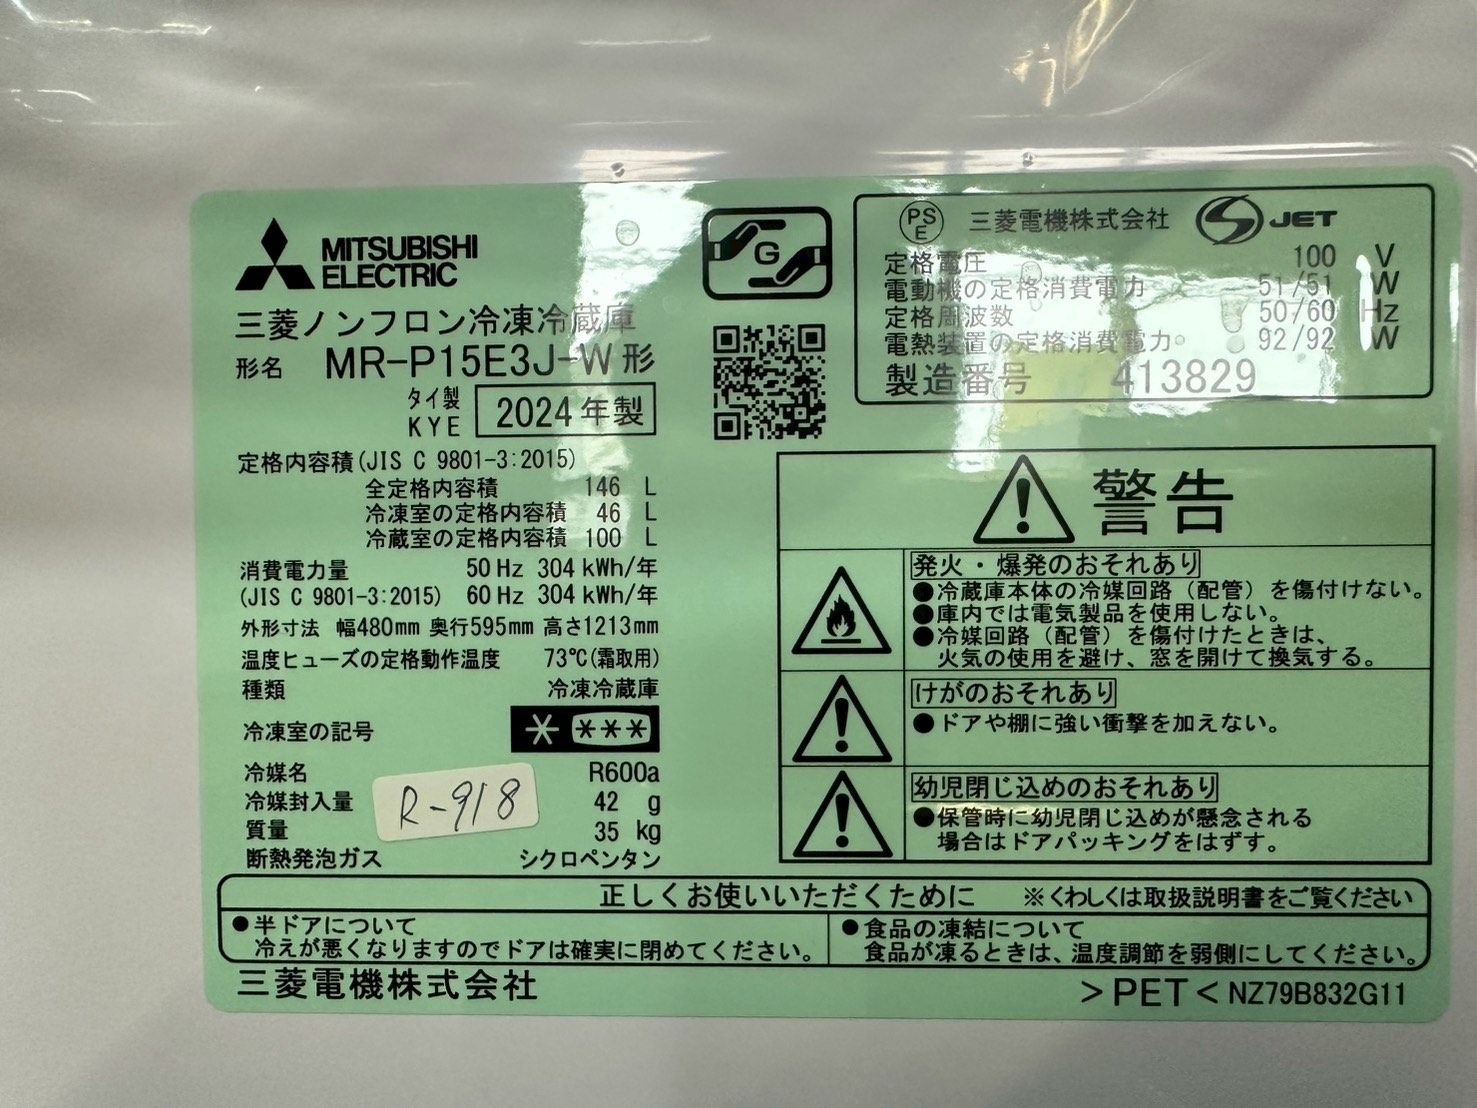 MITSUBISHI
ELECTRIC
三菱ノンフロン冷凍冷蔵庫
形名 MR-P15E3J-W形
タイ製
KYE 2024年製
定格内容積(JIS C 9801-3:2015)
全定格内容積 146 L
冷凍室の定格内容積 46 L
冷蔵室の定格内容積 100 L
消費電力量 50 Hz 304 kWh/年
(JIS C 9801-3:2015) 60 Hz 304 kWh/年
外形寸法 幅480mm 奥行595mm 高さ1213mm
温度ヒューズの定格動作温度 73℃(霜取用)
種類 冷凍冷蔵庫
冷凍室の記号 * ***
冷媒名 R600a
冷媒封入量 42 g
質量 35 kg
断熱発泡ガス シクロペンタン
R-918
G
PS
E 三菱電機株式会社 JET
定格電圧 100 V
電動機の定格消費電力 51/51 W
定格周波数 50/60 Hz
電熱装置の定格消費電力 92/92 W
製造番号 413829
警告
発火・爆発のおそれあり
●冷蔵庫本体の冷媒回路(配管)を傷付けない。
●庫内では電気製品を使用しない。
●冷媒回路(配管)を傷付けたときは、
火気の使用を避け、窓を開けて換気する。
けがのおそれあり
●ドアや棚に強い衝撃を加えない。
幼児閉じ込めのおそれあり
●保管時に幼児閉じ込めが懸念される
場合はドアパッキングをはずす。
正しくお使いいただくために ※くわしくは取扱説明書をご覧ください
●半ドアについて
冷えが悪くなりますのでドアは確実に閉めてください。
●食品の凍結について
食品が凍るときは、温度調節を弱側にしてください。
三菱電機株式会社
>PET< NZ79B832G11